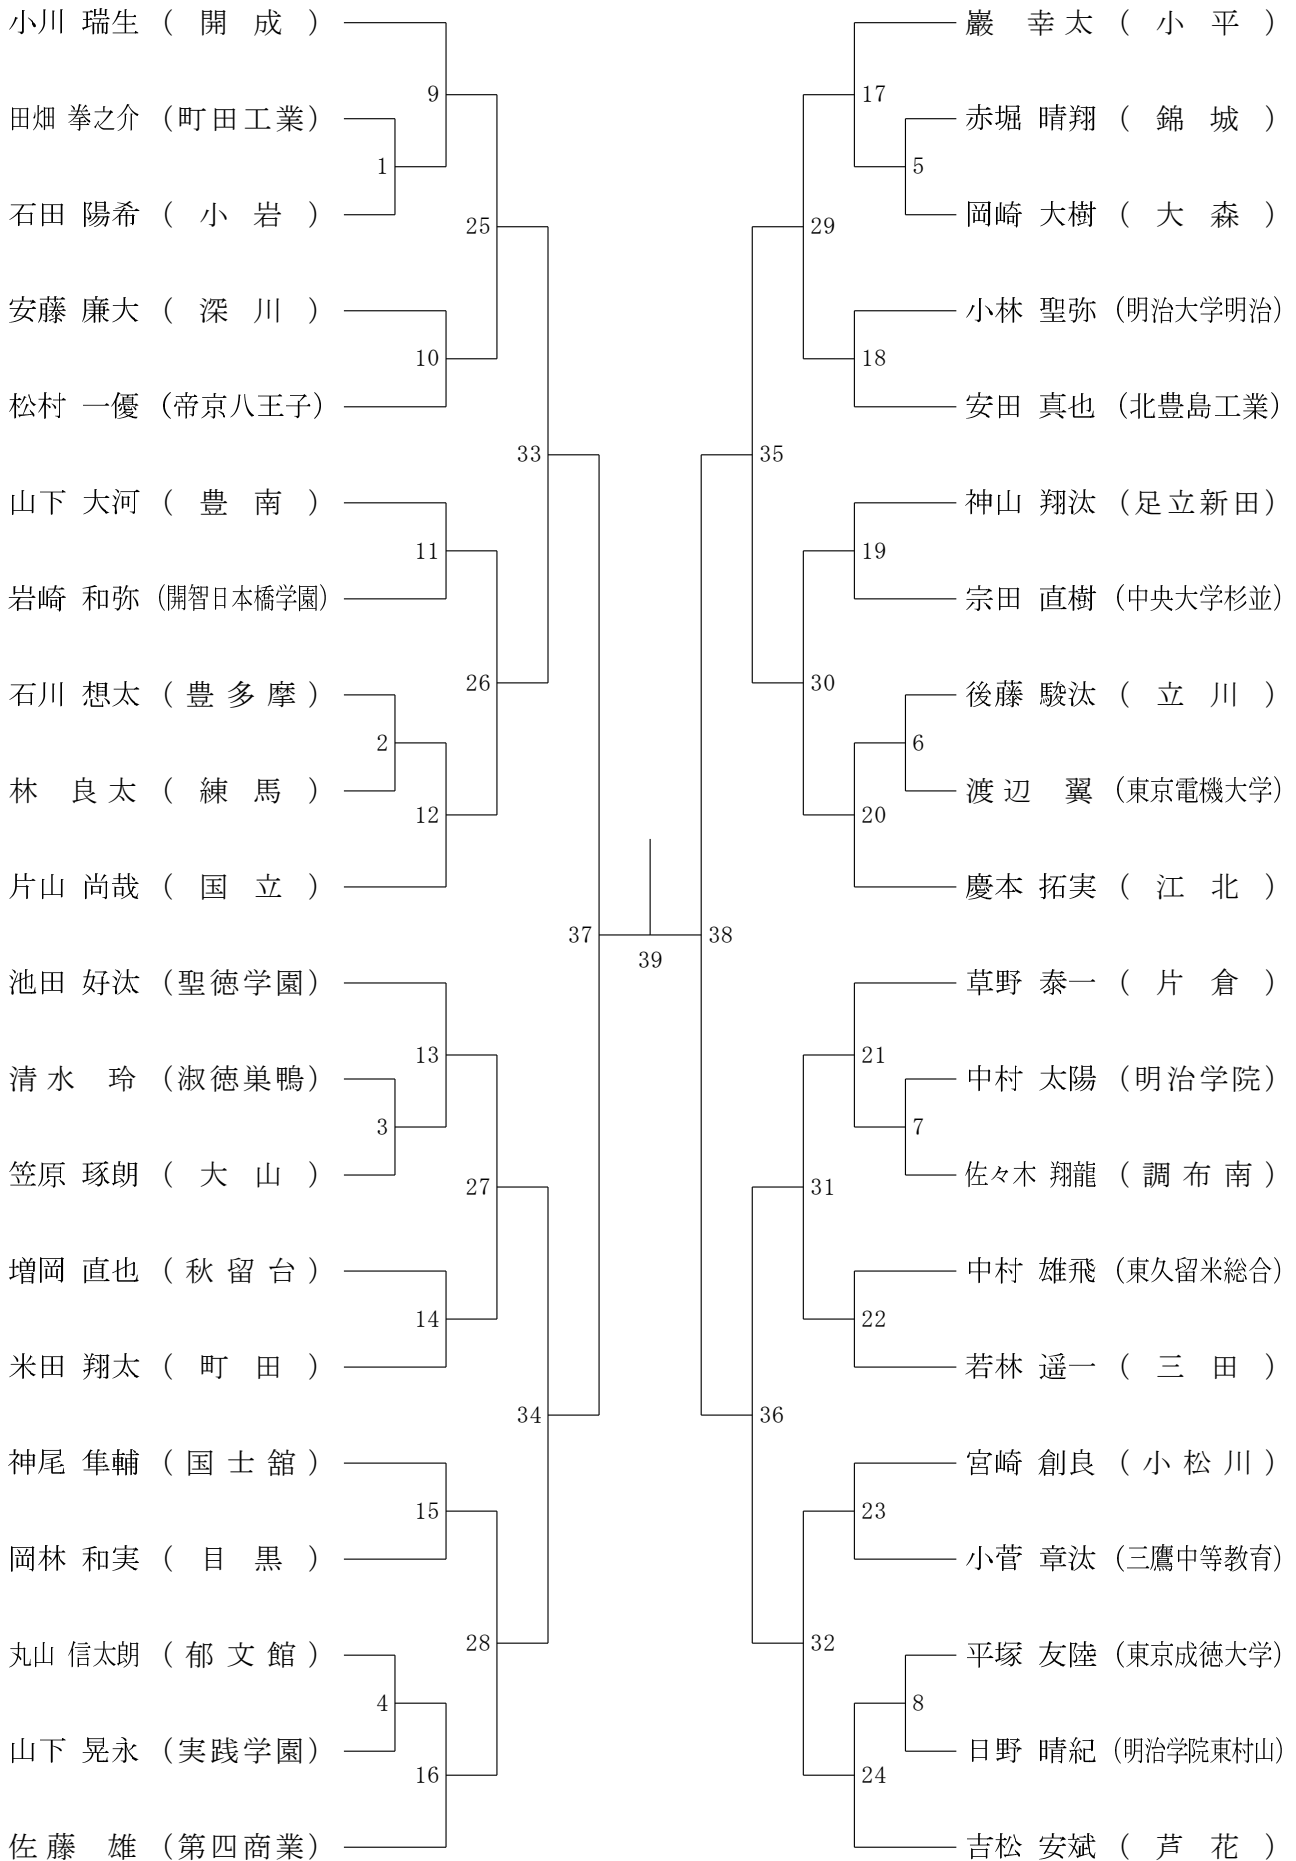 小川 瑞生 ( 開 成 )
田畑 拳之介 (町田工業)
石田 陽希 ( 小 岩 )
安藤 廉大 ( 深 川 )
松村 一優 (帝京八王子)
山下 大河 ( 豊 南 )
岩崎 和弥 (開智日本橋学園)
石川 想太 ( 豊 多 摩 )
林 良 太 ( 練 馬 )
片山 尚哉 ( 国 立 )
池田 好汰 (聖徳学園)
清 水 玲 (淑徳巣鴨)
笠原 琢朗 ( 大 山 )
増岡 直也 ( 秋 留 台 )
米田 翔太 ( 町 田 )
神尾 隼輔 ( 国 士 舘 )
岡林 和実 ( 目 黒 )
丸山 信太朗 ( 郁 文 館 )
山下 晃永 (実践学園)
佐 藤 雄 (第四商業)
9
1
25
10
33
11
26
2
12
37
13
3
27
14
34
15
28
4
16
39
17
5
29
18
35
19
30
6
20
38
21
7
31
22
36
23
32
8
24
巌 幸 太 ( 小 平 )
赤堀 晴翔 ( 錦 城 )
岡崎 大樹 ( 大 森 )
小林 聖弥 (明治大学明治)
安田 真也 (北豊島工業)
神山 翔汰 (足立新田)
宗田 直樹 (中央大学杉並)
後藤 駿汰 ( 立 川 )
渡 辺 翼 (東京電機大学)
慶本 拓実 ( 江 北 )
草野 泰一 ( 片 倉 )
中村 太陽 (明治学院)
佐々木 翔龍 ( 調 布 南 )
中村 雄飛 (東久留米総合)
若林 遥一 ( 三 田 )
宮崎 創良 ( 小 松 川 )
小菅 章汰 (三鷹中等教育)
平塚 友陸 (東京成徳大学)
日野 晴紀 (明治学院東村山)
吉松 安斌 ( 芦 花 )